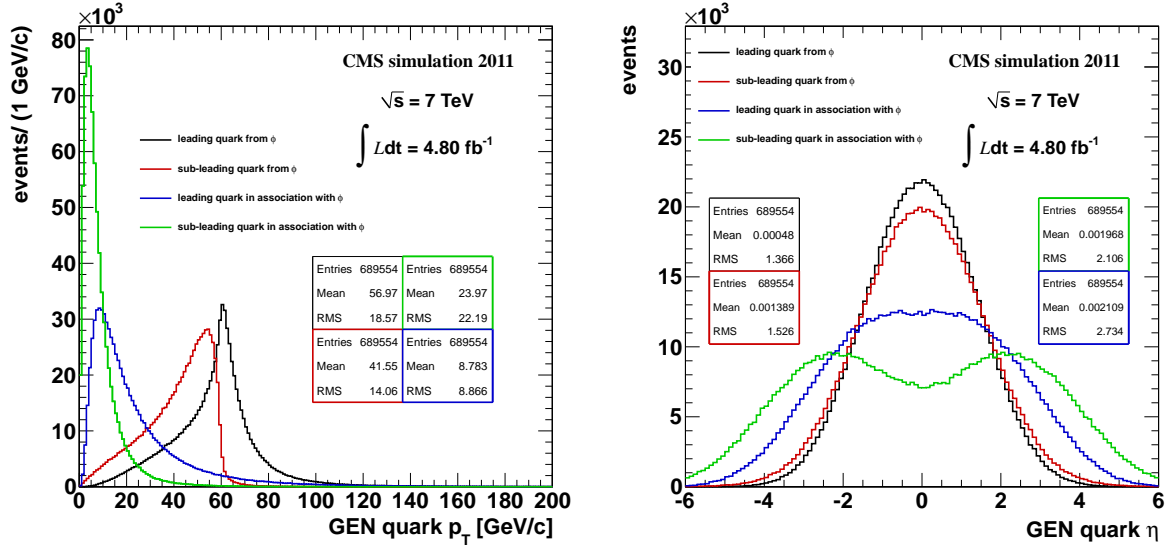 ×10³
80
70
60
50
40
30
20
10
0
events/ (1 GeV/c)
CMS simulation 2011
√s = 7 TeV
∫ Ldt = 4.80 fb⁻¹
leading quark from ϕ
sub-leading quark from ϕ
leading quark in association with ϕ
sub-leading quark in association with ϕ
Entries 689554 Entries 689554
Mean 56.97 Mean 23.97
RMS 18.57 RMS 22.19
Entries 689554 Entries 689554
Mean 41.55 Mean 8.783
RMS 14.06 RMS 8.866
0 20 40 60 80 100 120 140 160 180 200
GEN quark p_T [GeV/c]
×10³
30
25
20
15
10
5
0
events
leading quark from ϕ
sub-leading quark from ϕ
leading quark in association with ϕ
sub-leading quark in association with ϕ
CMS simulation 2011
√s = 7 TeV
∫ Ldt = 4.80 fb⁻¹
Entries 689554
Mean 0.00048
RMS 1.366
Entries 689554
Mean 0.001389
RMS 1.526
Entries 689554
Mean 0.001968
RMS 2.106
Entries 689554
Mean 0.002109
RMS 2.734
-6 -4 -2 0 2 4 6
GEN quark η